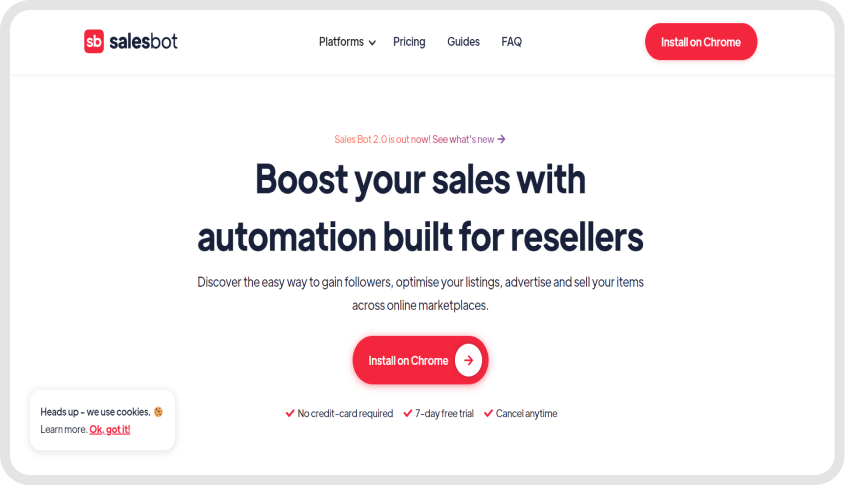 sb salesbot
Platforms Pricing Guides FAQ
Install on Chrome
Sales Bot 2.0 is out now! See what's new →
Boost your sales with
automation built for resellers
Discover the easy way to gain followers, optimise your listings, advertise and sell your items
across online marketplaces.
Install on Chrome
No credit-card required 7-day free trial Cancel anytime
Heads up - we use cookies. 🍪
Learn more. Ok, got it!